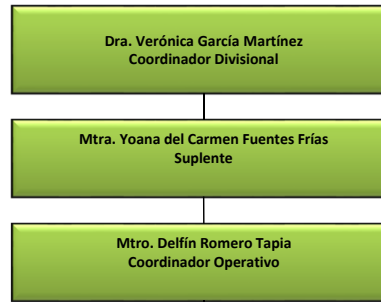 Dra. Verónica García Martínez
Coordinador Divisional
Mtra. Yoana del Carmen Fuentes Frías
Suplente
Mtro. Delfín Romero Tapia
Coordinador Operativo